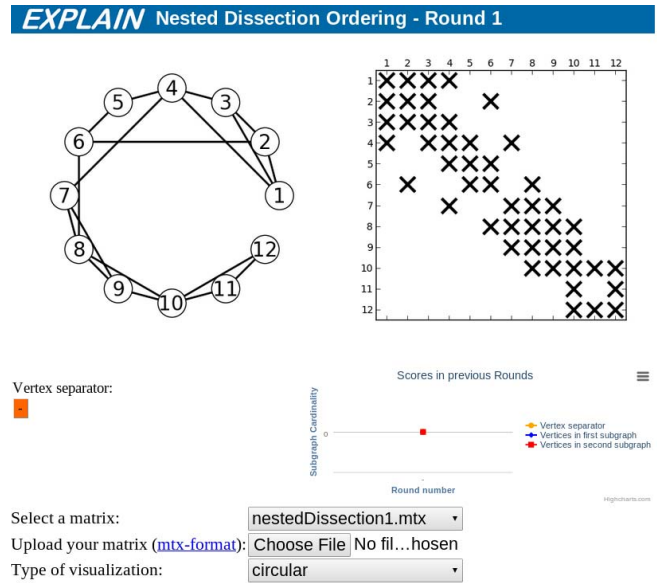 EXPLAIN Nested Dissection Ordering - Round 1
1 2 3 4 5 6 7 8 9 10 11 12
4
5 3
6 2
7 1
8 12
9 11
10
1
2
3
4
5
6
7
8
9
10
11
12
Vertex separator:
-
Scores in previous Rounds
Subgraph Cardinality
0
Vertex separator
Vertices in first subgraph
Vertices in second subgraph
-
Round number
Highcharts.com
Select a matrix: nestedDissection1.mtx
Upload your matrix (mtx-format): Choose File No fil...hosen
Type of visualization: circular